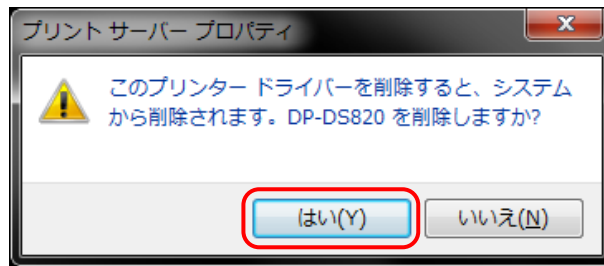 プリント サーバー プロパティ
このプリンター ドライバーを削除すると、システム
から削除されます。DP-DS820 を削除しますか?
はい(Y)
いいえ(N)